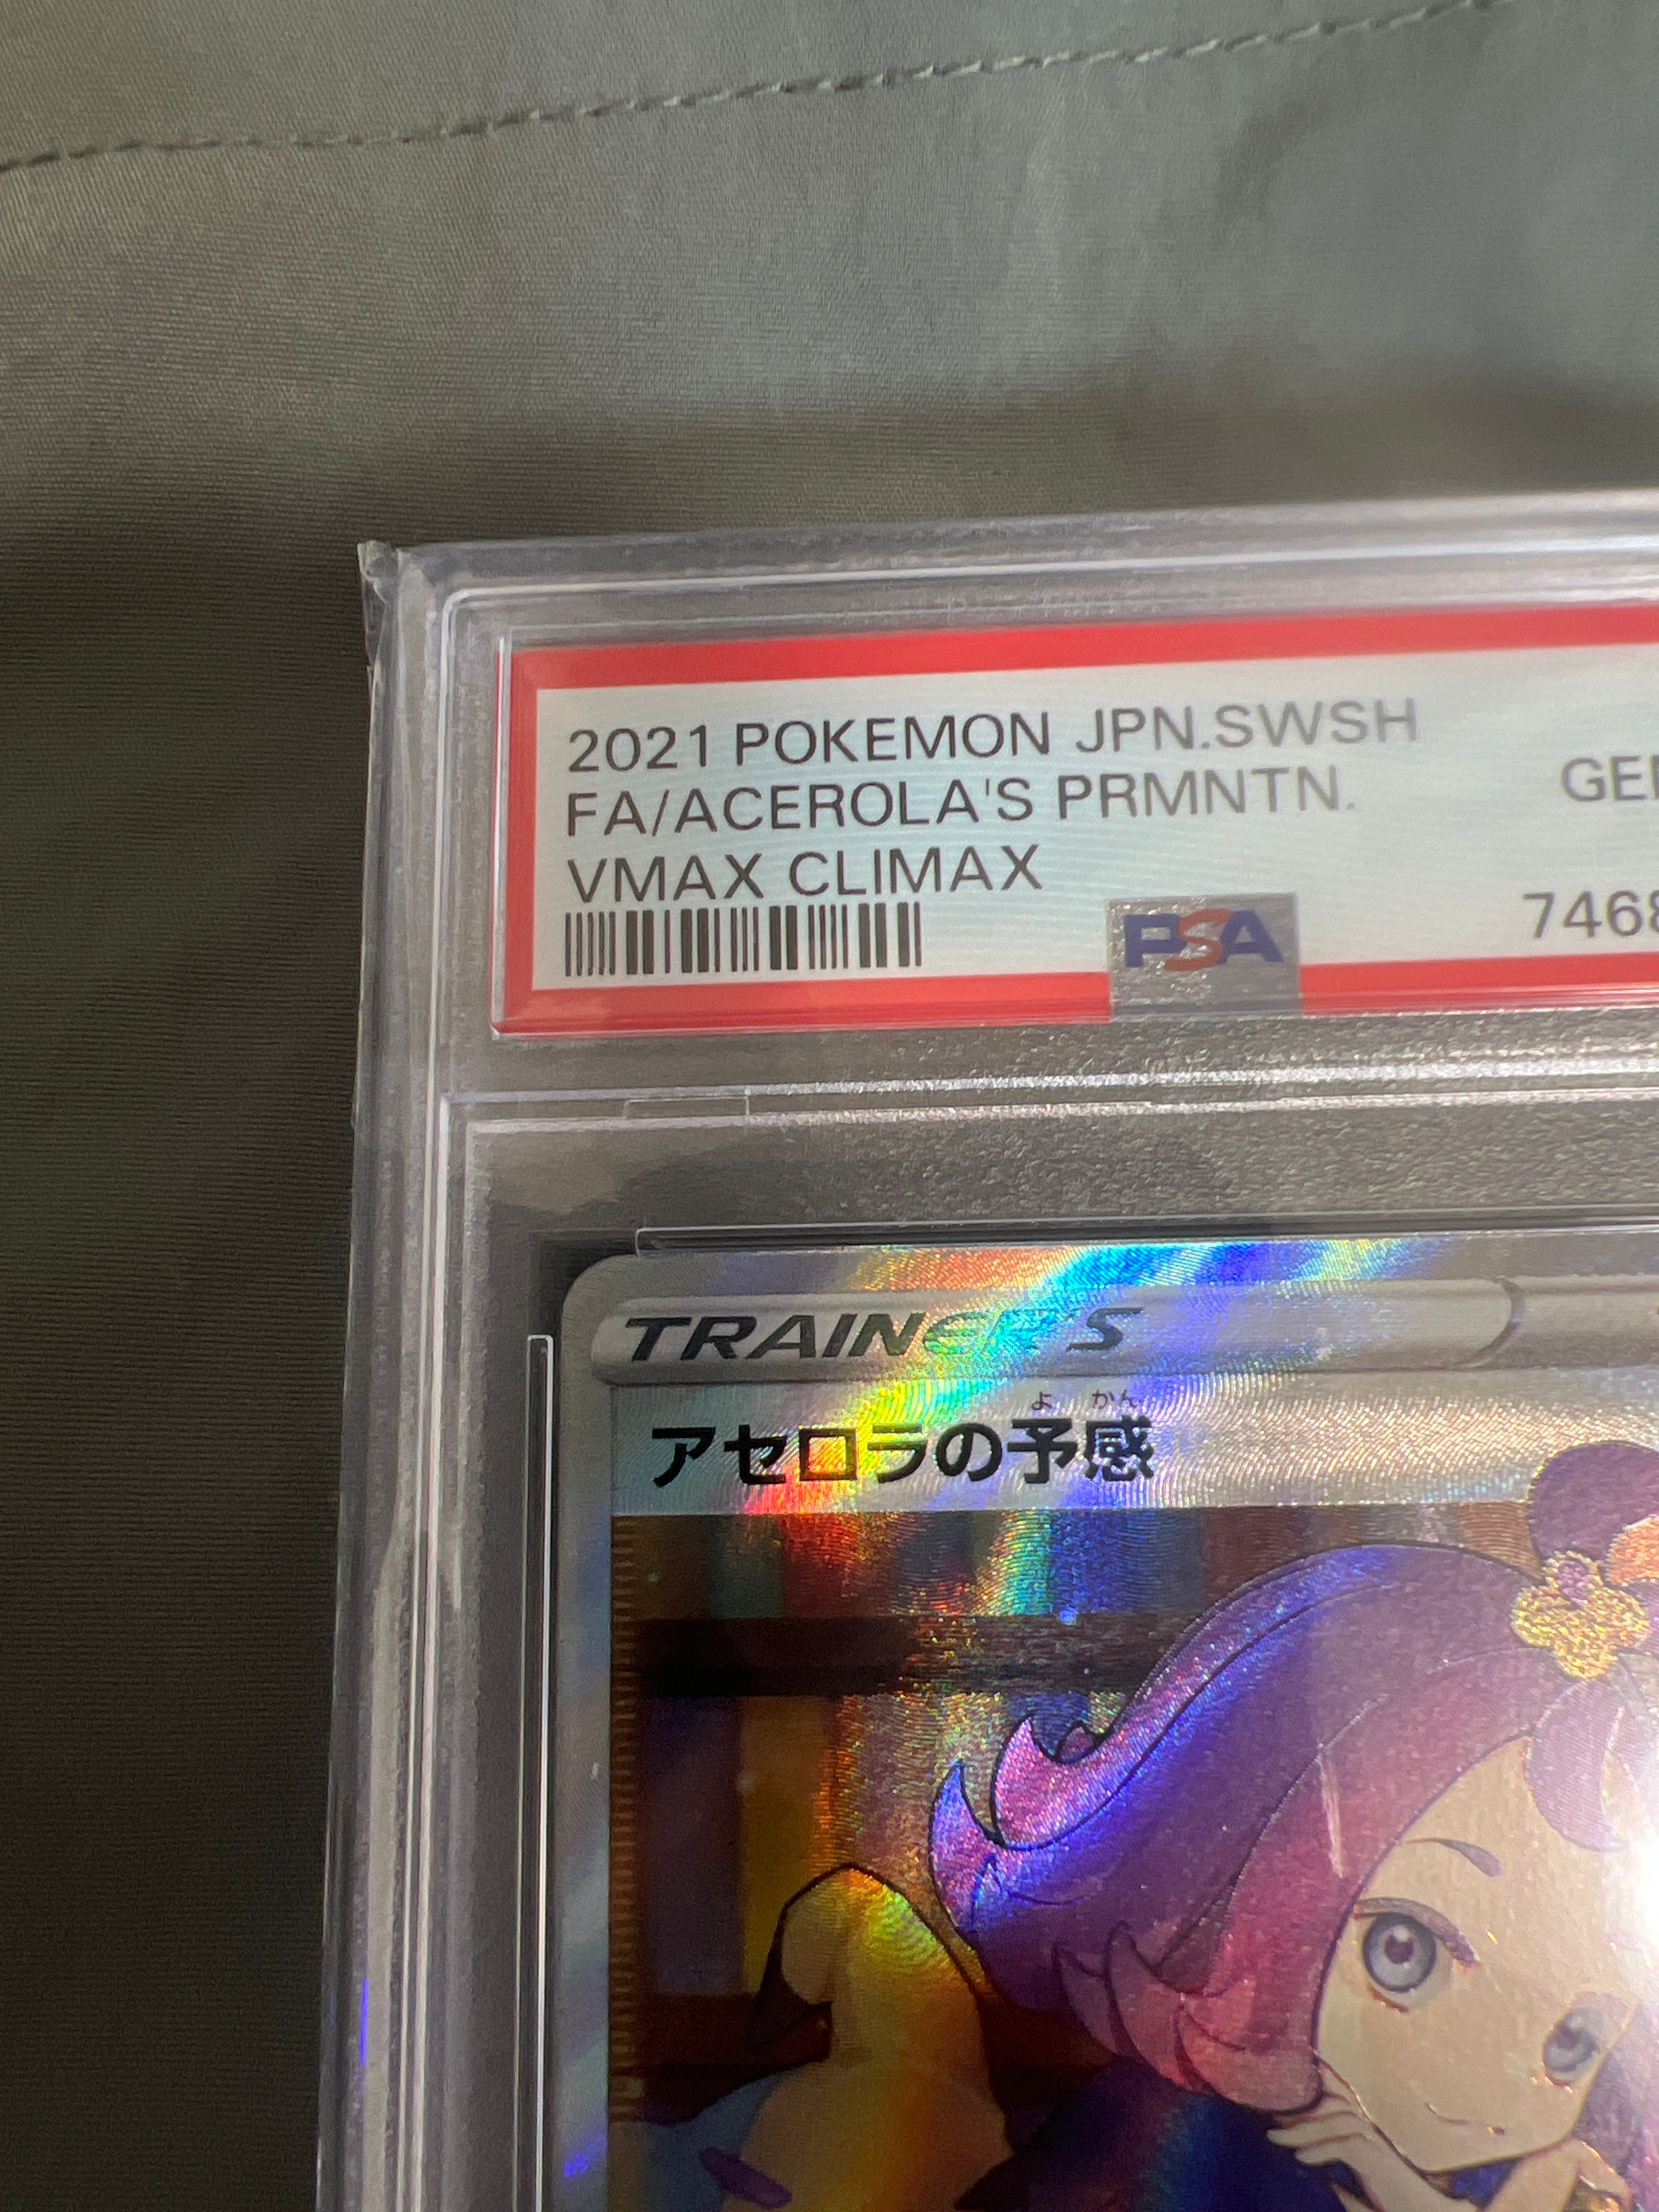 2021 POKEMON JPN.SWSH
FA/ACEROLA'S PRMNTN.
VMAX CLIMAX
PSA
TRAINER'S
よ かん
アセロラの予感